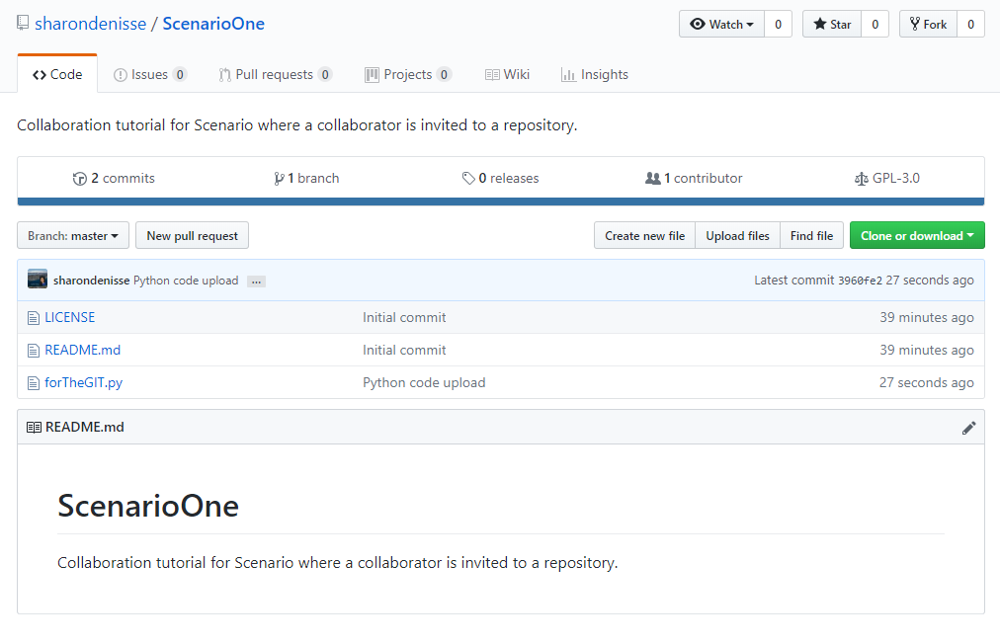 sharondenisse / ScenarioOne Watch 0 Star 0 Fork 0
Code Issues 0 Pull requests 0 Projects 0 Wiki Insights
Collaboration tutorial for Scenario where a collaborator is invited to a repository.
2 commits 1 branch 0 releases 1 contributor GPL-3.0
Branch: master New pull request Create new file Upload files Find file Clone or download
sharondenisse Python code upload ... Latest commit 3960fe2 27 seconds ago
LICENSE Initial commit 39 minutes ago
README.md Initial commit 39 minutes ago
forTheGIT.py Python code upload 27 seconds ago
README.md
ScenarioOne
Collaboration tutorial for Scenario where a collaborator is invited to a repository.